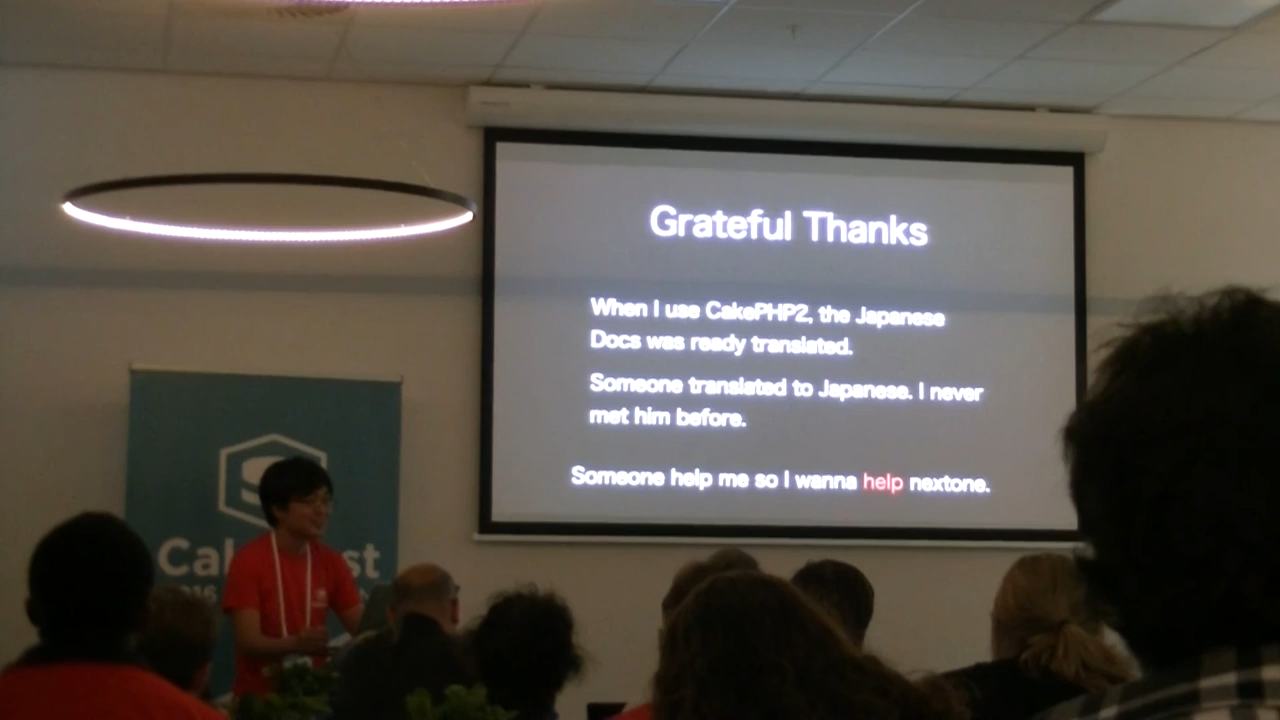 Grateful Thanks
When I use CakePHP2, the Japanese
Docs was ready translated.
Someone translated to Japanese. I never
met him before.
Someone help me so I wanna help nextone.